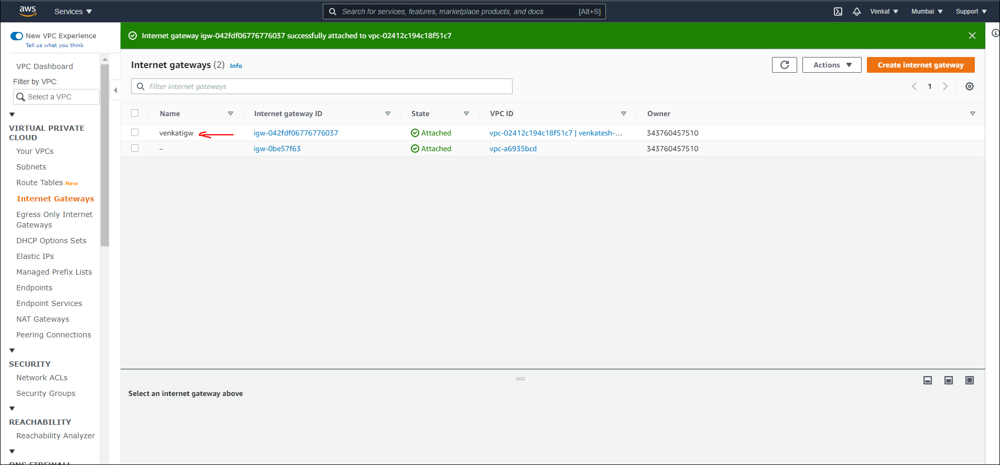 aws Services Search for services, features, marketplace products, and docs [Alt+S] Venkat Mumbai Support
New VPC Experience
Tell us what you think
VPC Dashboard
Filter by VPC:
Select a VPC
VIRTUAL PRIVATE
CLOUD
Your VPCs
Subnets
Route Tables New
Internet Gateways
Egress Only Internet
Gateways
DHCP Options Sets
Elastic IPs
Managed Prefix Lists
Endpoints
Endpoint Services
NAT Gateways
Peering Connections
SECURITY
Network ACLs
Security Groups
REACHABILITY
Reachability Analyzer
DNS FIREWALL
Internet gateway igw-042fdf06776776037 successfully attached to vpc-02412c194c18f51c7
Internet gateways (2) Info
Actions
Create internet gateway
Filter internet gateways
1
Name Internet gateway ID State VPC ID Owner
venkatigw igw-042fdf06776776037 Attached vpc-02412c194c18f51c7 | venkatesh-... 343760457510
– igw-0be57f63 Attached vpc-a6935bcd 343760457510
Select an internet gateway above